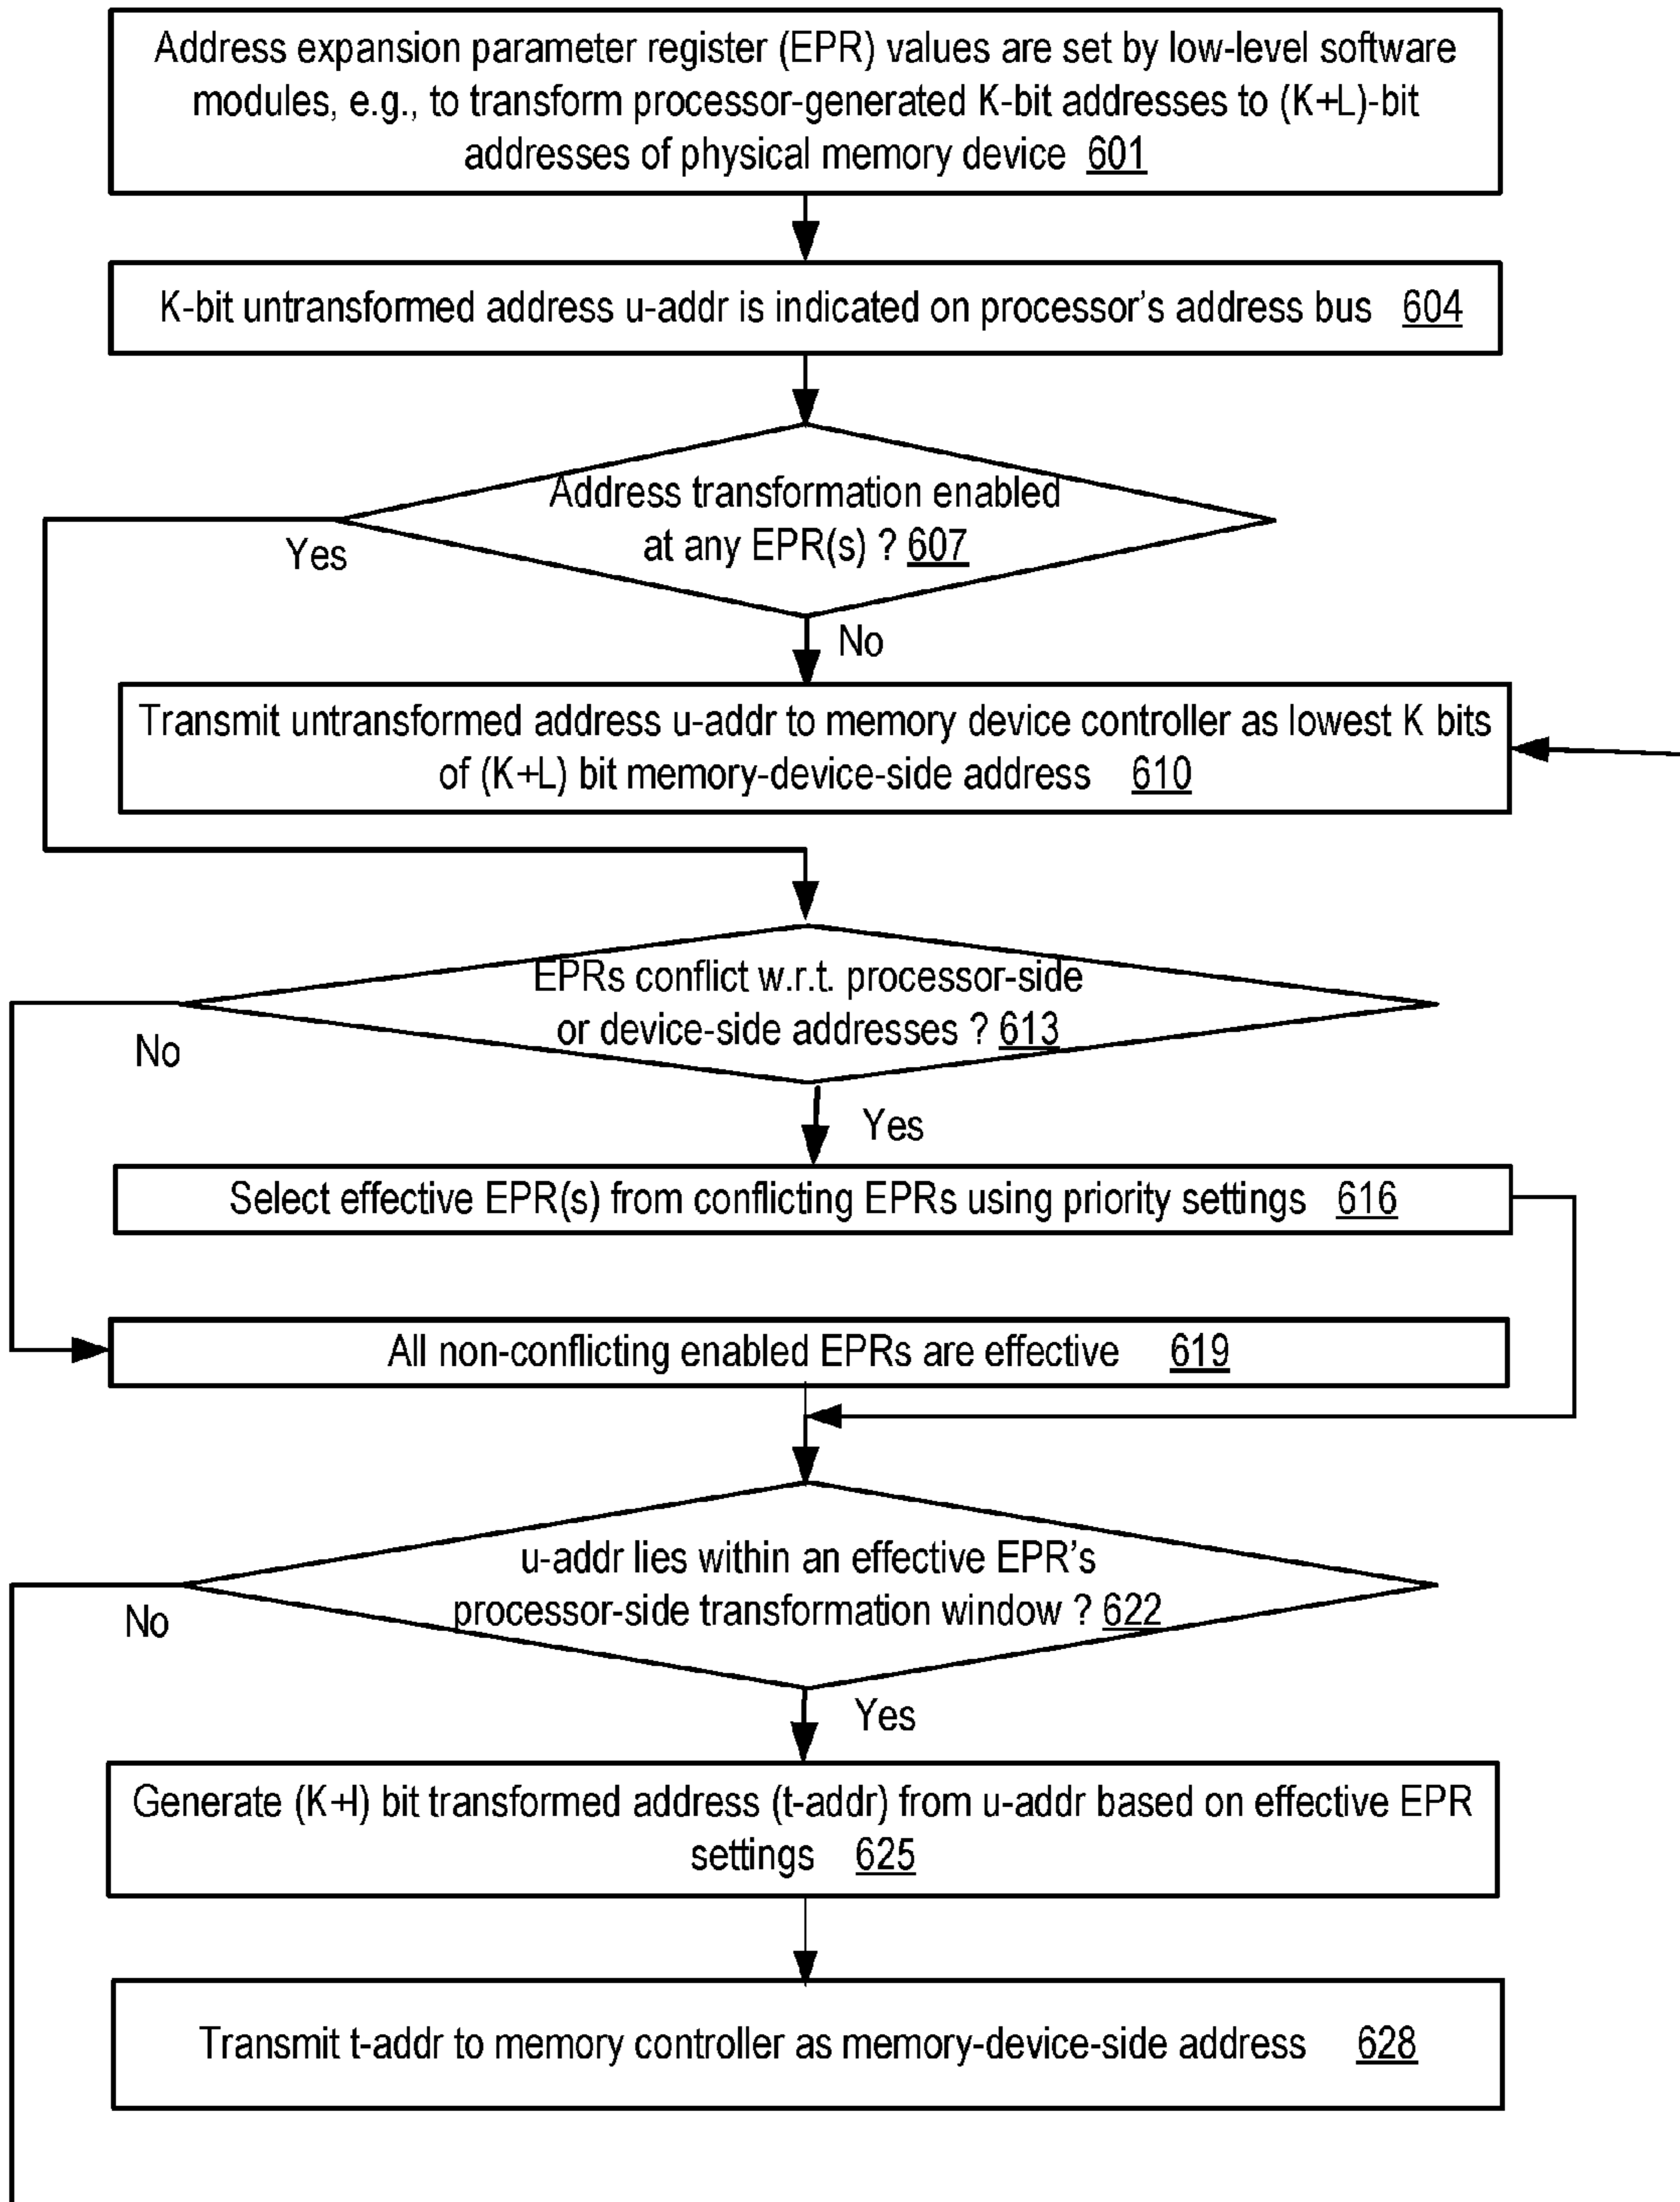 Address expansion parameter register (EPR) values are set by low-level software
modules, e.g., to transform processor-generated K-bit addresses to (K+L)-bit
addresses of physical memory device 601
K-bit untransformed address u-addr is indicated on processor's address bus 604
Address transformation enabled
at any EPR(s) ? 607
Yes
No
Transmit untransformed address u-addr to memory device controller as lowest K bits
of (K+L) bit memory-device-side address 610
EPRs conflict w.r.t. processor-side
or device-side addresses ? 613
No
Yes
Select effective EPR(s) from conflicting EPRs using priority settings 616
All non-conflicting enabled EPRs are effective 619
u-addr lies within an effective EPR's
processor-side transformation window ? 622
No
Yes
Generate (K+l) bit transformed address (t-addr) from u-addr based on effective EPR
settings 625
Transmit t-addr to memory controller as memory-device-side address 628